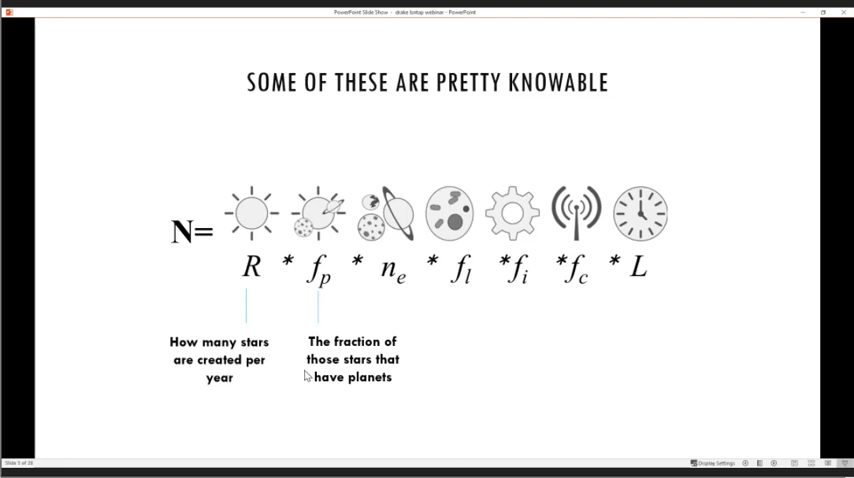 PowerPoint Slide Show - drake luntap webinar - PowerPoint
SOME OF THESE ARE PRETTY KNOWABLE
N=
R * fp * ne * fl *fi *fc * L
How many stars
are created per
year
The fraction of
those stars that
have planets
Slide 5 of 28
Display Settings